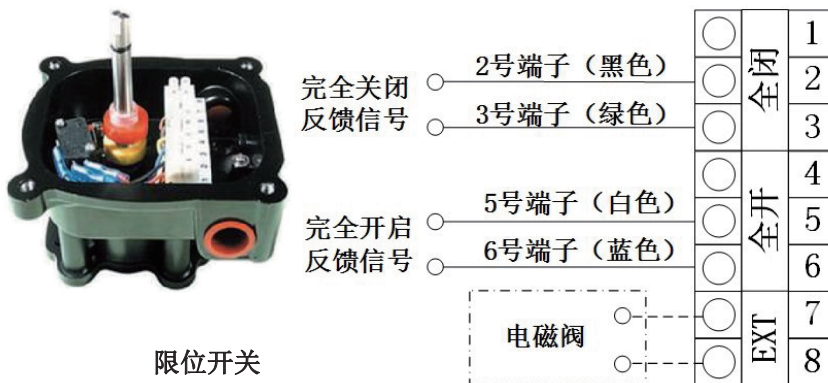 完全关闭
反馈信号
2号端子（黑色）
3号端子（绿色）
完全开启
反馈信号
5号端子（白色）
6号端子（蓝色）
电磁阀
限位开关
全闭
全开
EXT
1
2
3
4
5
6
7
8